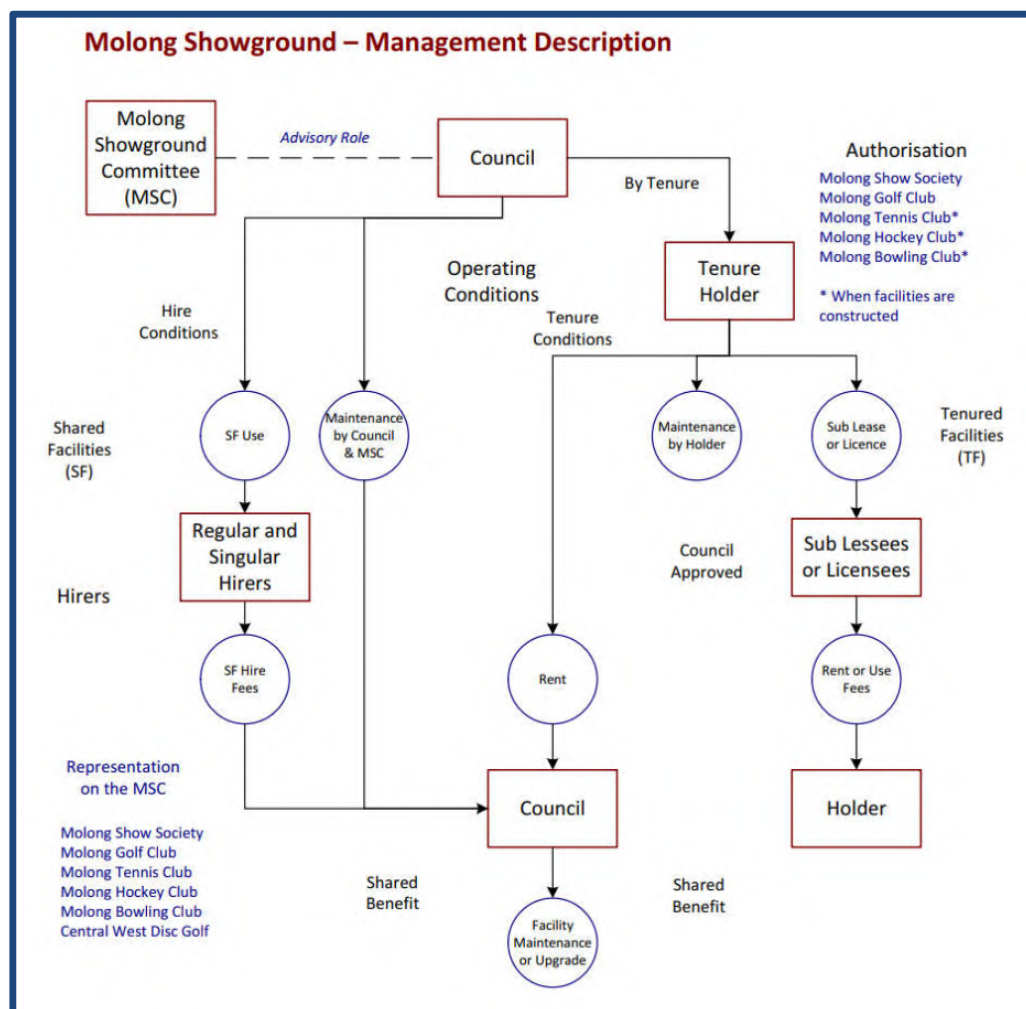 Molong Showground – Management Description
Molong
Showground
Committee
(MSC)
Advisory Role
Council
By Tenure
Authorisation
Molong Show Society
Molong Golf Club
Molong Tennis Club*
Molong Hockey Club*
Molong Bowling Club*
* When facilities are
constructed
Operating
Conditions
Tenure
Holder
Hire
Conditions
Tenure
Conditions
Shared
Facilities
(SF)
SF Use
Maintenance
by Council
& MSC
Maintenance
by Holder
Sub Lease
or Licence
Tenured
Facilities
(TF)
Regular and
Singular
Hirers
Council
Approved
Sub Lessees
or Licensees
Hirers
SF Hire
Fees
Rent
Rent or Use
Fees
Representation
on the MSC
Molong Show Society
Molong Golf Club
Molong Tennis Club
Molong Hockey Club
Molong Bowling Club
Central West Disc Golf
Council
Holder
Shared
Benefit
Shared
Benefit
Facility
Maintenance
or Upgrade